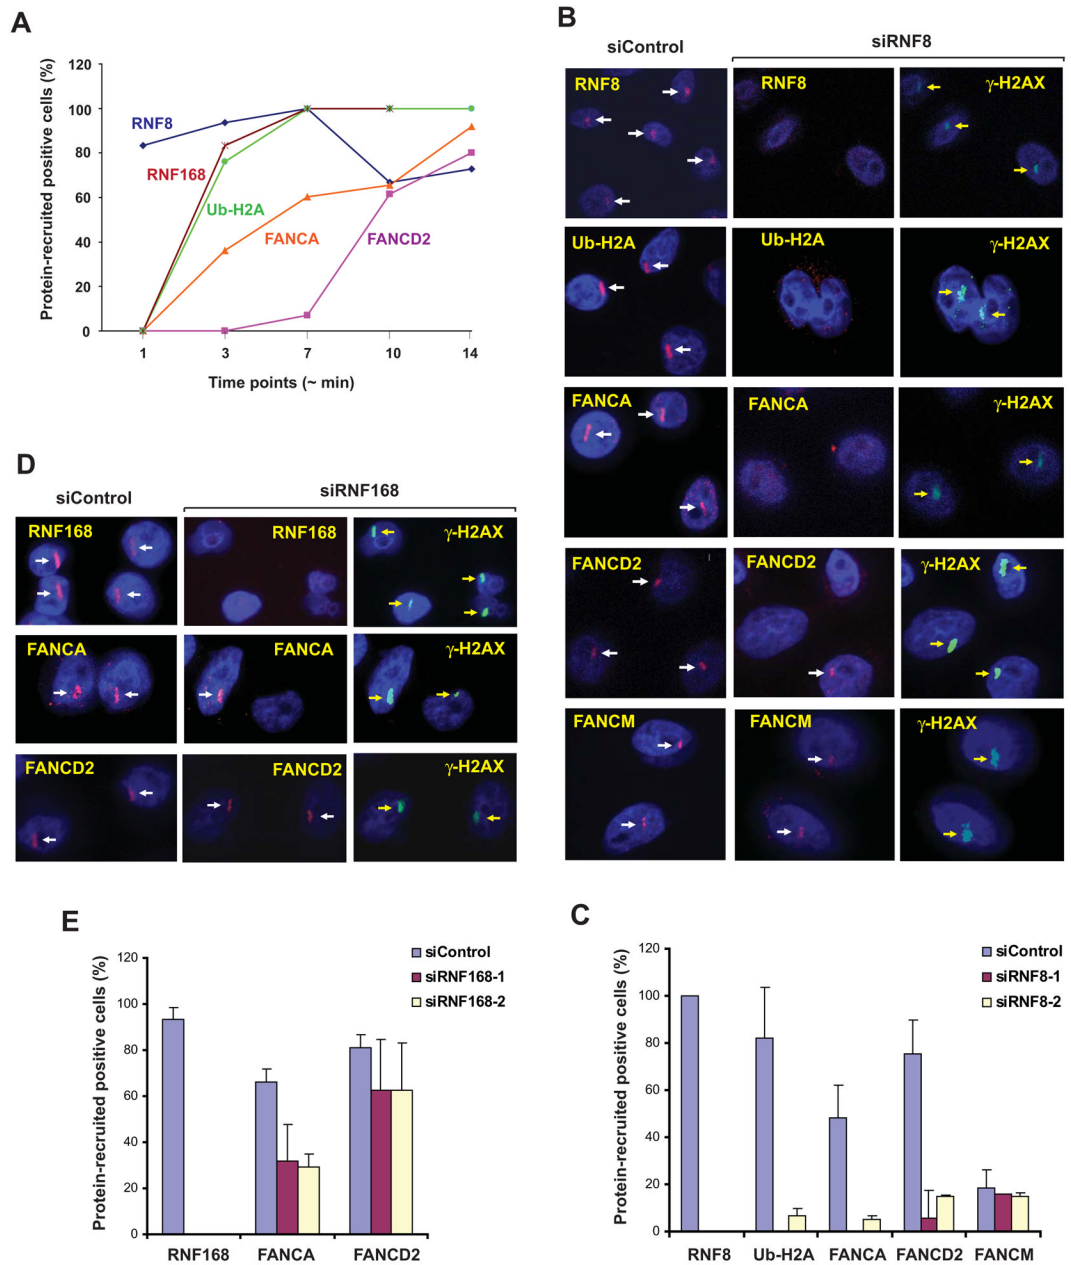 A
Protein-recruited positive cells (%)
120
100
80
60
40
20
0
RNF8
RNF168
Ub-H2A
FANCA
FANCD2
1 3 7 10 14
Time points (~ min)
B
siControl
siRNF8
RNF8 RNF8 γ-H2AX
Ub-H2A Ub-H2A γ-H2AX
FANCA FANCA γ-H2AX
FANCD2 FANCD2 γ-H2AX
FANCM FANCM γ-H2AX
D
siControl
siRNF168
RNF168 RNF168 γ-H2AX
FANCA FANCA γ-H2AX
FANCD2 FANCD2 γ-H2AX
E
Protein-recruited positive cells (%)
120
100
80
60
40
20
0
siControl
siRNF168-1
siRNF168-2
RNF168 FANCA FANCD2
C
Protein-recruited positive cells (%)
120
100
80
60
40
20
0
siControl
siRNF8-1
siRNF8-2
RNF8 Ub-H2A FANCA FANCD2 FANCM